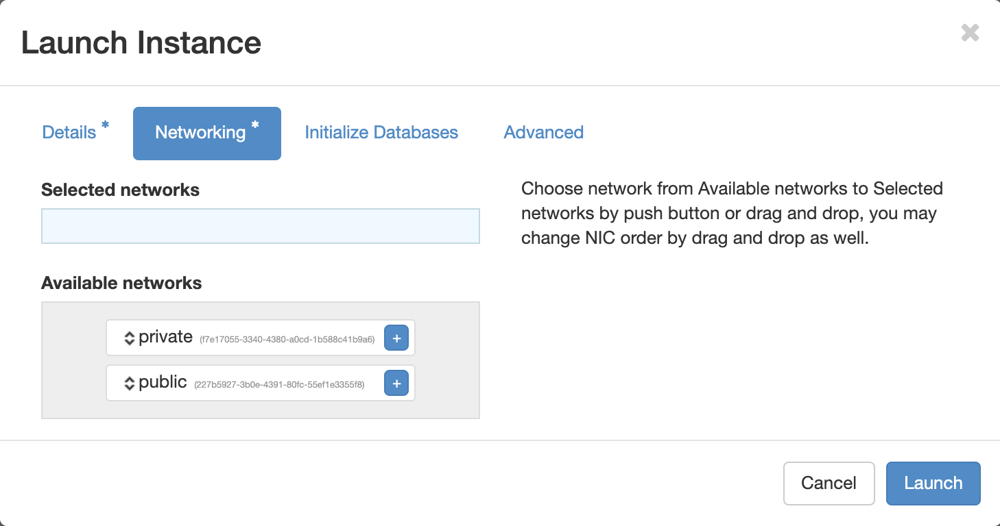 Launch Instance
Details *
Networking *
Initialize Databases
Advanced
Selected networks
Choose network from Available networks to Selected
networks by push button or drag and drop, you may
change NIC order by drag and drop as well.
Available networks
private (f7e17055-3340-4380-a0cd-1b588c41b9a6) +
public (227b5927-3b0e-4391-80fc-55ef1e3355f8) +
Cancel
Launch